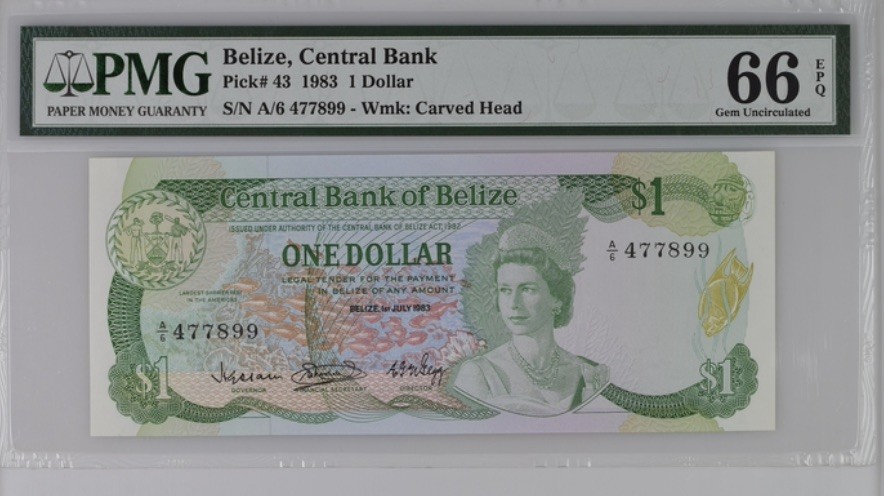 PMG
PAPER MONEY GUARANTY
Belize, Central Bank
Pick# 43 1983 1 Dollar
S/N A/6 477899 - Wmk: Carved Head
66
EPQ
Gem Uncirculated
Central Bank of Belize
$1
ISSUED UNDER AUTHORITY OF THE CENTRAL BANK OF BELIZE ACT, 1982
ONE DOLLAR
A/6 477899
LEGAL TENDER FOR THE PAYMENT
IN BELIZE OF ANY AMOUNT
LARGEST BARRIER REEF
IN THE AMERICAS
BELIZE, 1st JULY 1983
A/6 477899
GOVERNOR
FINANCIAL SECRETARY
DIRECTOR
$1
$1